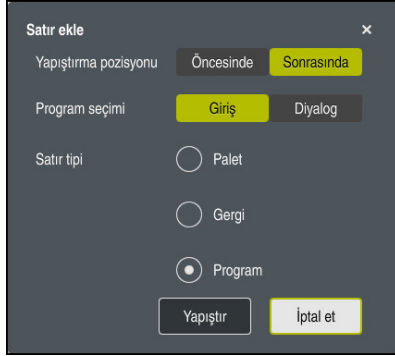 Satır ekle ×
Yapıştırma pozisyonu Öncesinde Sonrasında
Program seçimi Giriş Diyalog
Satır tipi Palet
Gergi
Program
Yapıştır İptal et